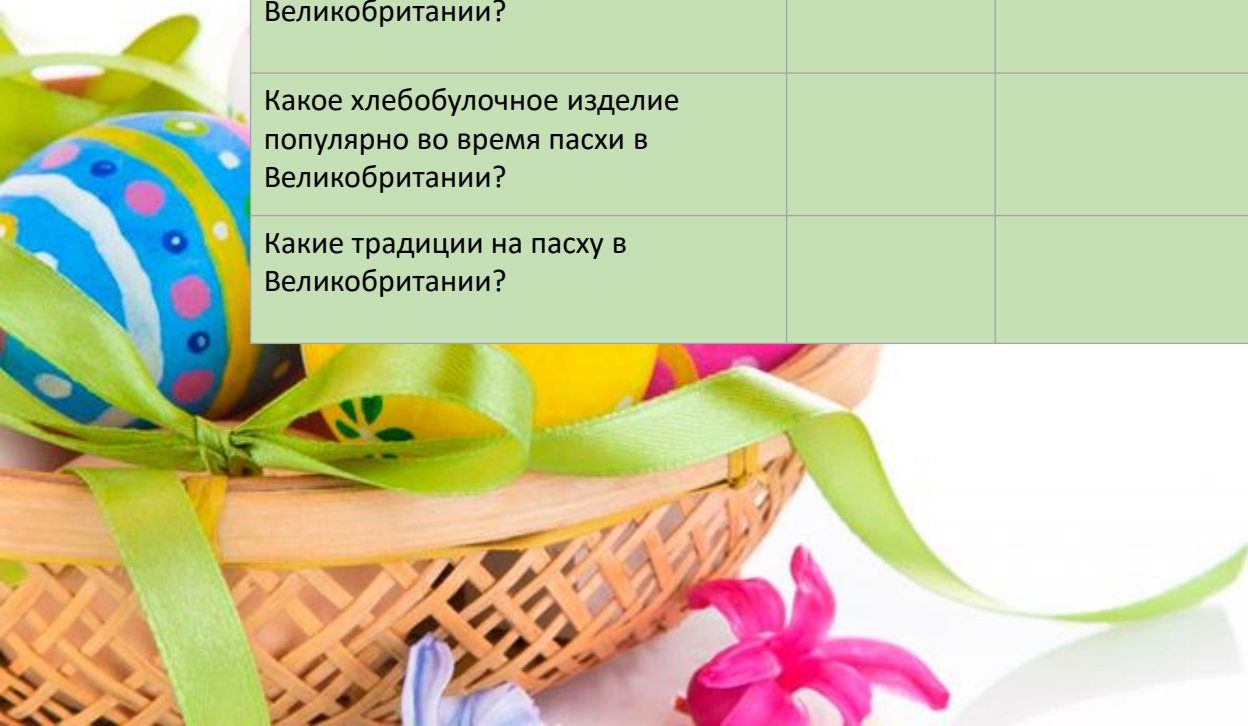 Великобритании?
Какое хлебобулочное изделие
популярно во время пасхи в
Великобритании?
Какие традиции на пасху в
Великобритании?